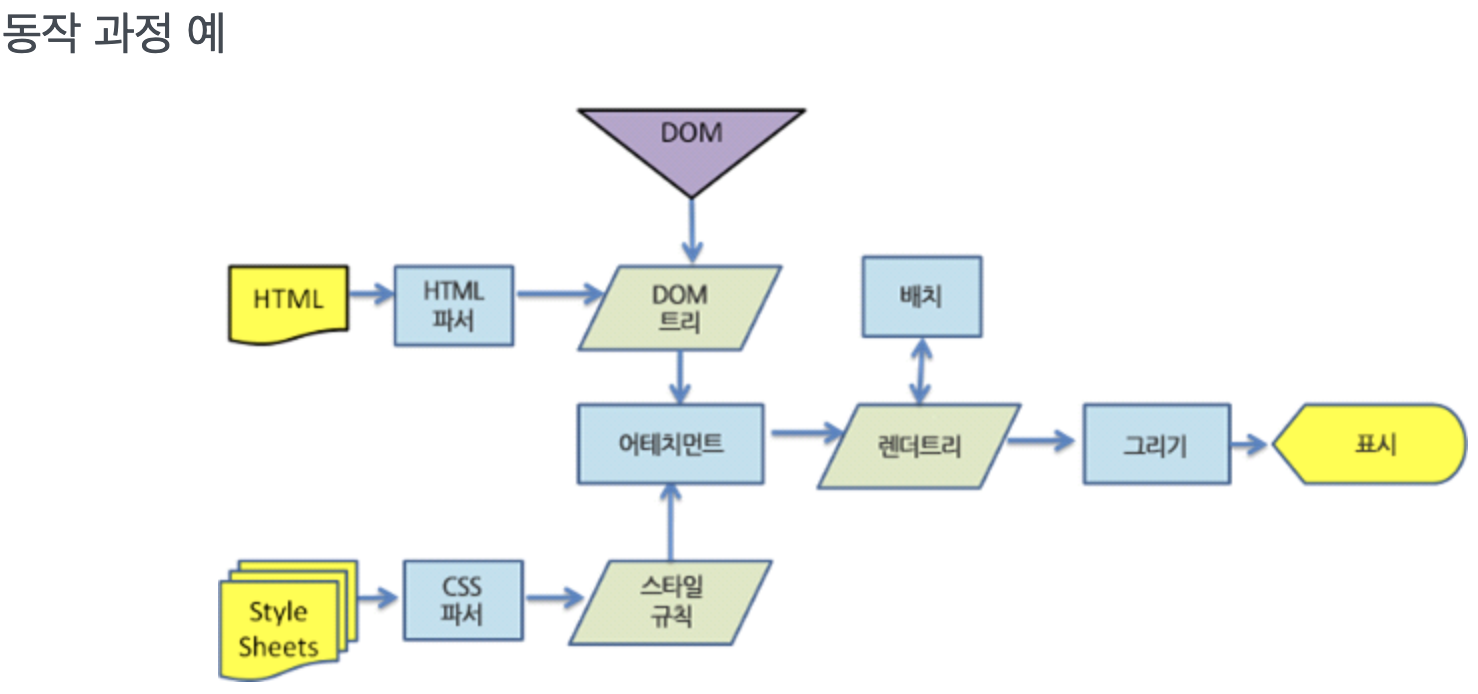 동작 과정 예
DOM
HTML
HTML
파서
DOM
트리
배치
어테치먼트
렌더트리
그리기
표시
Style
Sheets
CSS
파서
스타일
규칙